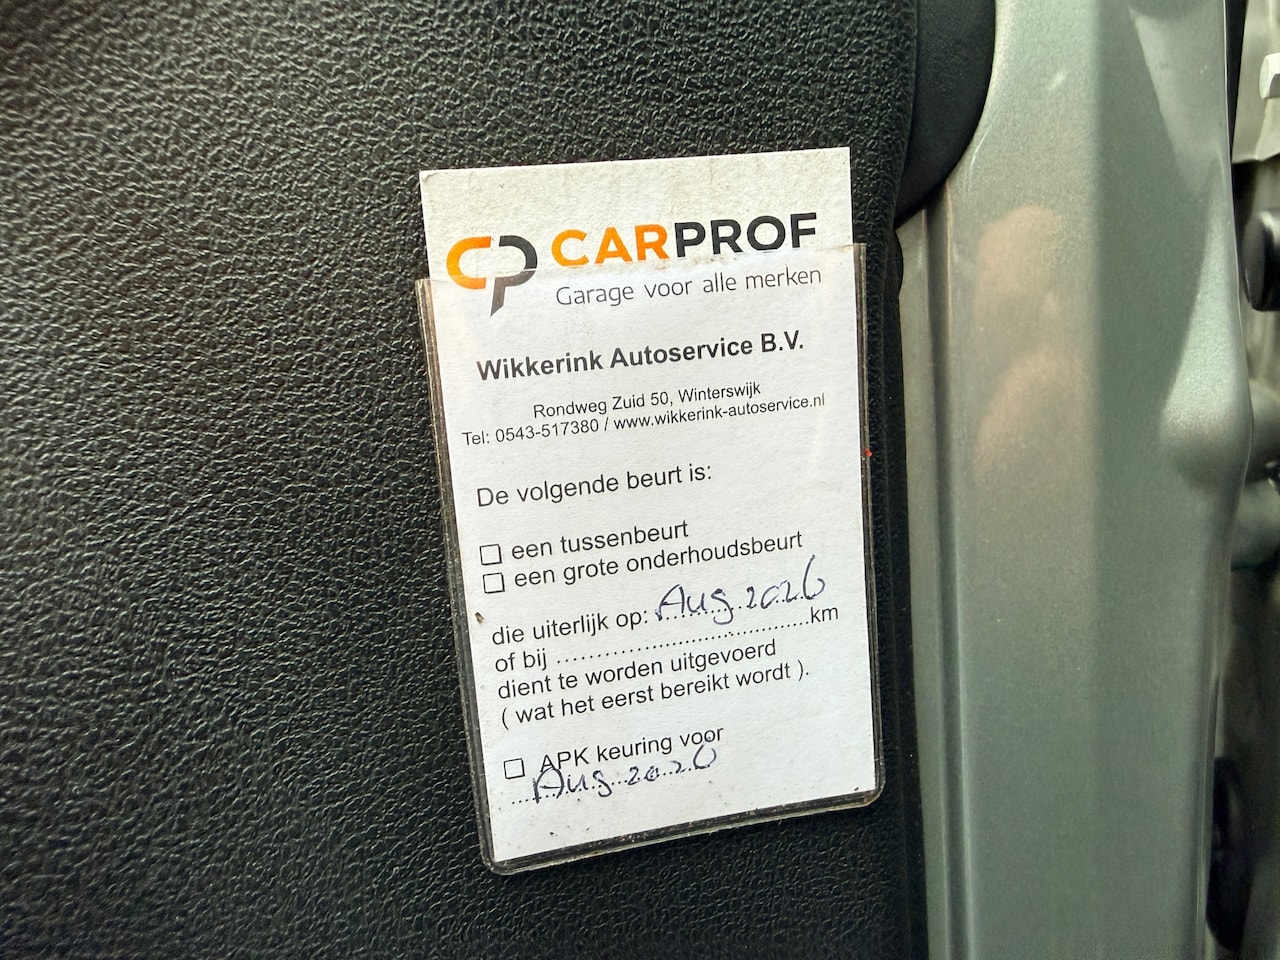 CP CARPROF
Garage voor alle merken
Wikkerink Autoservice B.V.
Rondweg Zuid 50, Winterswijk
Tel: 0543-517380 / www.wikkerink-autoservice.nl
De volgende beurt is:
☐ een tussenbeurt
☐ een grote onderhoudsbeurt
die uiterlijk op: Aug 2026
of bij ........................................km
dient te worden uitgevoerd
( wat het eerst bereikt wordt ).
☐ APK keuring voor
Aug 2026